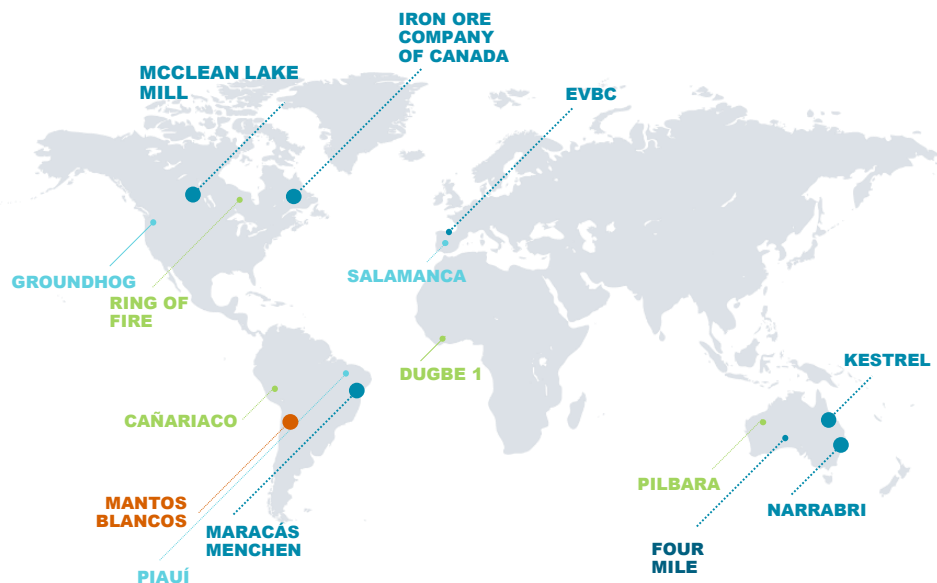 IRON ORE
COMPANY
OF CANADA
MCCLEAN LAKE
MILL
EVBC
GROUNDHOG
RING OF
FIRE
SALAMANCA
DUGBE 1
KESTREL
CAÑARIACO
PILBARA
NARRABRI
MANTOS
BLANCOS
MARACÁS
MENCHEN
FOUR
MILE
PIAUÍ